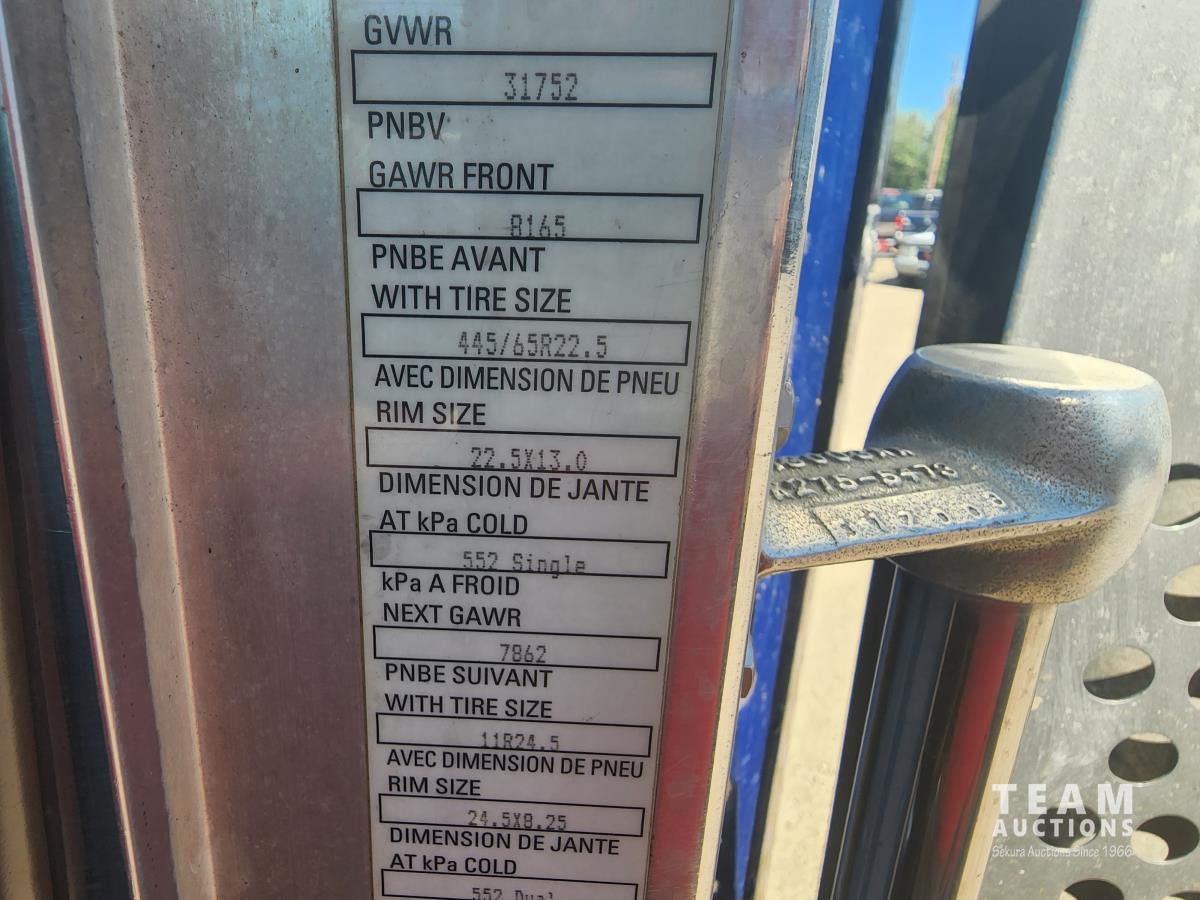 GVWR
31752
PNBV
GAWR FRONT
8165
PNBE AVANT
WITH TIRE SIZE
445/65R22.5
AVEC DIMENSION DE PNEU
RIM SIZE
22.5X13.0
DIMENSION DE JANTE
AT kPa COLD
552 Single
kPa A FROID
NEXT GAWR
7862
PNBE SUIVANT
WITH TIRE SIZE
11R24.5
AVEC DIMENSION DE PNEU
RIM SIZE
24.5X8.25
DIMENSION DE JANTE
AT kPa COLD
552 Dual
TEAM
AUCTIONS
Sekura Auctions Since 1966